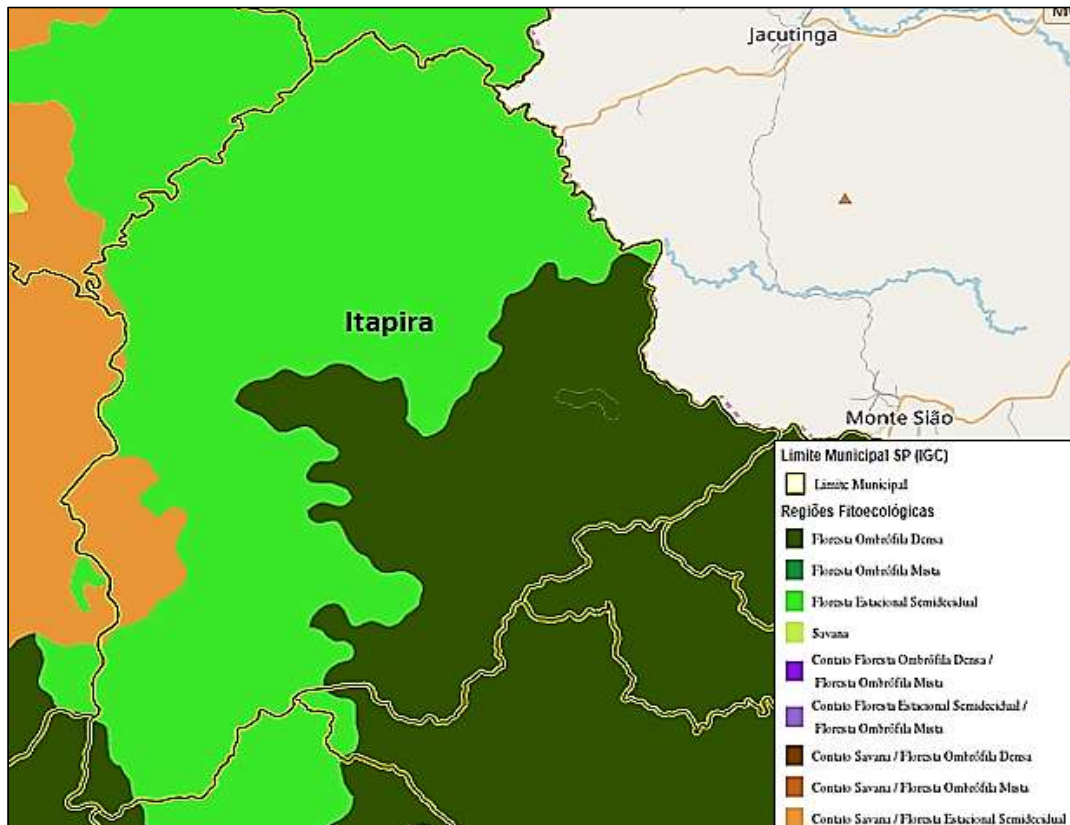 Jacutinga
Itapira
Monte Sião
Limite Municipal SP (IGC)
Limite Municipal
Regiões Fitoecológicas
Floresta Ombrófila Densa
Floresta Ombrófila Mista
Floresta Estacional Semidecidual
Savana
Contato Floresta Ombrófila Densa /
Floresta Ombrófila Mista
Contato Floresta Estacional Semidecidual /
Floresta Ombrófila Mista
Contato Savana / Floresta Ombrófila Densa
Contato Savana / Floresta Ombrófila Mista
Contato Savana / Floresta Estacional Semidecidual